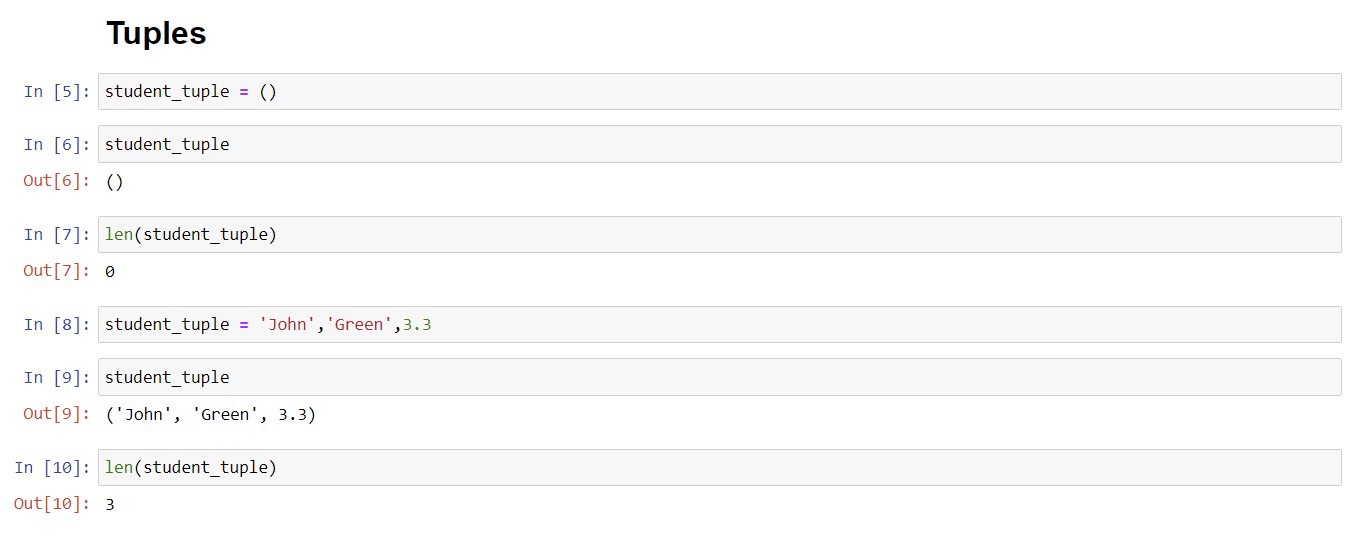 Tuples
In [5]: student_tuple = ()
In [6]: student_tuple
Out[6]: ()
In [7]: len(student_tuple)
Out[7]: 0
In [8]: student_tuple = 'John','Green',3.3
In [9]: student_tuple
Out[9]: ('John', 'Green', 3.3)
In [10]: len(student_tuple)
Out[10]: 3